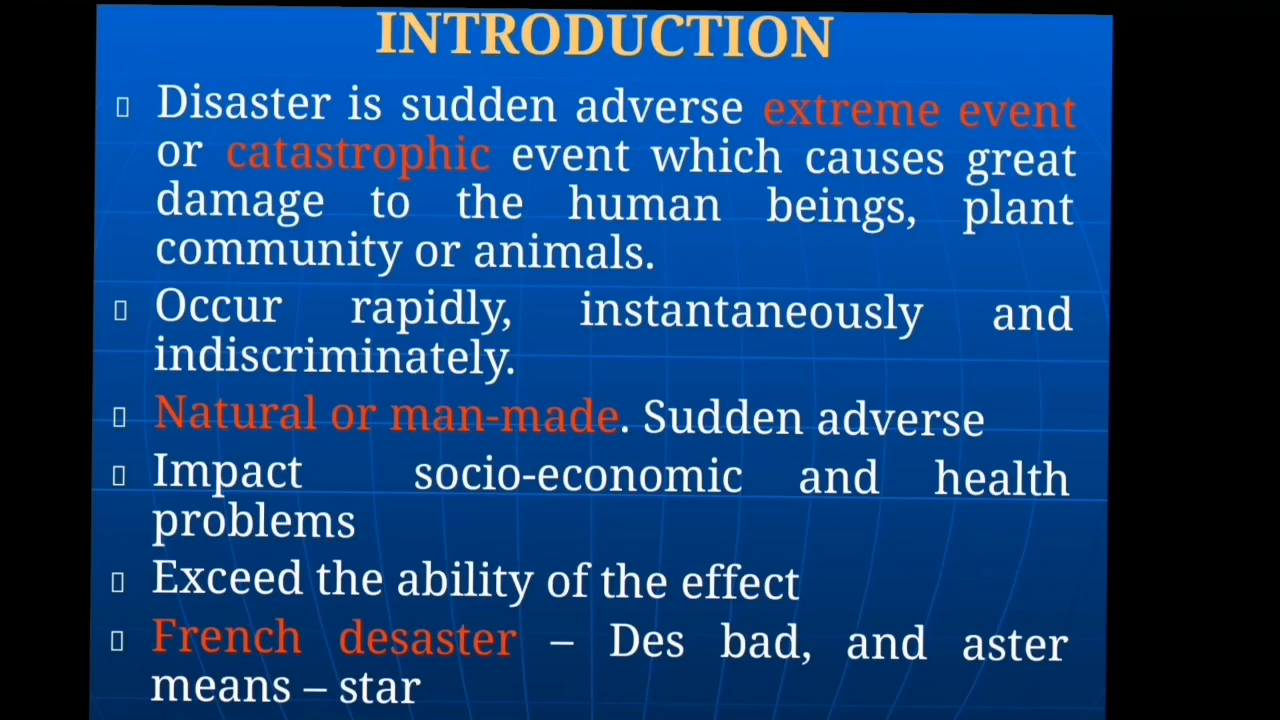 INTRODUCTION
Disaster is sudden adverse extreme event
or catastrophic event which causes great
damage to the human beings, plant
community or animals.
Occur rapidly, instantaneously and
indiscriminately.
Natural or man-made. Sudden adverse
Impact socio-economic and health
problems
Exceed the ability of the effect
French desaster – Des bad, and aster
means – star